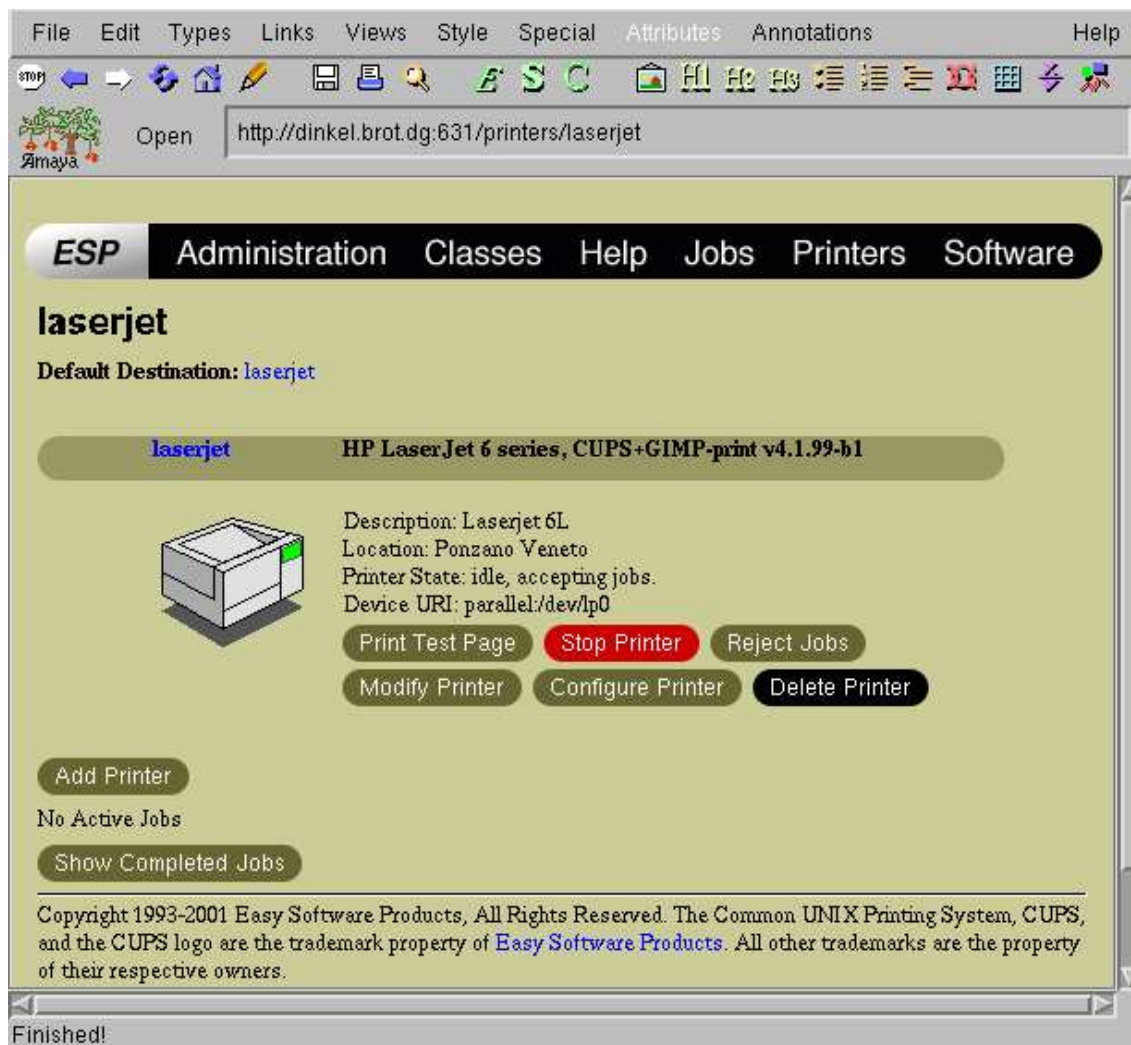 File Edit Types Links Views Style Special Attributes Annotations Help
STOP E S C H1 H2 H3
Amaya Open http://dinkel.brot.dg:631/printers/laserjet
ESP Administration Classes Help Jobs Printers Software
laserjet
Default Destination: laserjet
laserjet HP LaserJet 6 series, CUPS+GIMP-print v4.1.99-b1
Description: Laserjet 6L
Location: Ponzano Veneto
Printer State: idle, accepting jobs.
Device URI: parallel:/dev/lp0
Print Test Page Stop Printer Reject Jobs
Modify Printer Configure Printer Delete Printer
Add Printer
No Active Jobs
Show Completed Jobs
Copyright 1993-2001 Easy Software Products, All Rights Reserved. The Common UNIX Printing System, CUPS,
and the CUPS logo are the trademark property of Easy Software Products. All other trademarks are the property
of their respective owners.
Finished!